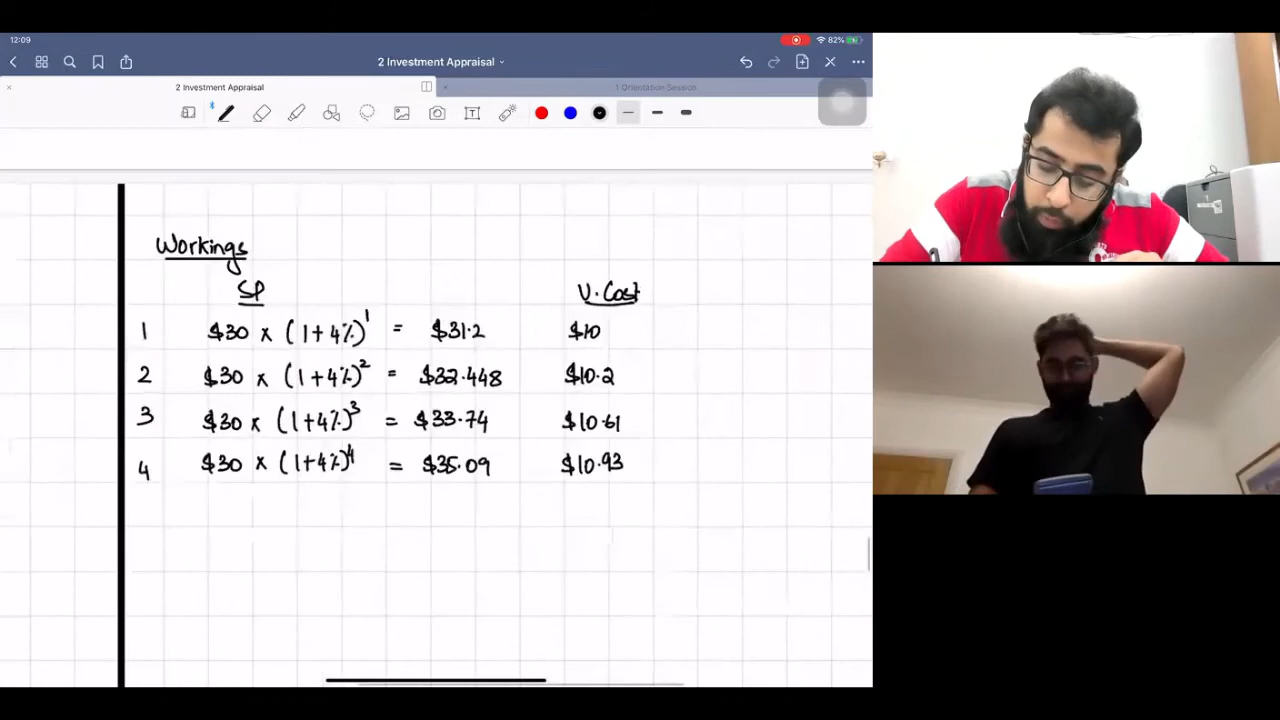 12:09
82%
2 Investment Appraisal
2 Investment Appraisal
1 Orientation Session
T
Workings
SP V.Cost
1 $30 x (1+4%)^1 = $31.2 $10
2 $30 x (1+4%)^2 = $32.448 $10.2
3 $30 x (1+4%)^3 = $33.74 $10.61
4 $30 x (1+4%)^4 = $35.09 $10.93